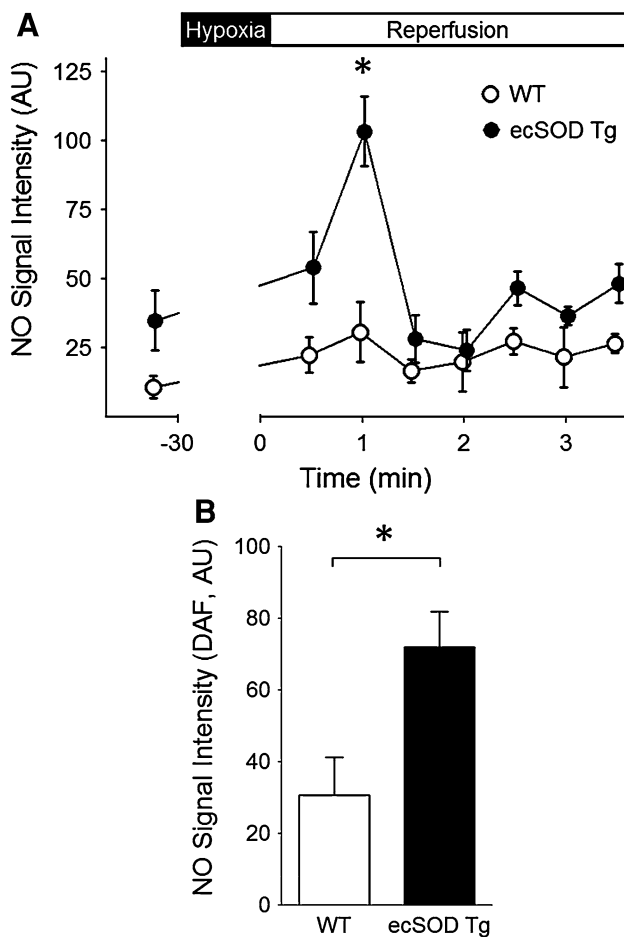 A
Hypoxia
Reperfusion
*
125
100
75
50
25
NO Signal Intensity (AU)
WT
ecSOD Tg
-30
0
1
2
3
Time (min)
B
*
100
80
60
40
20
0
NO Signal Intensity (DAF, AU)
WT
ecSOD Tg